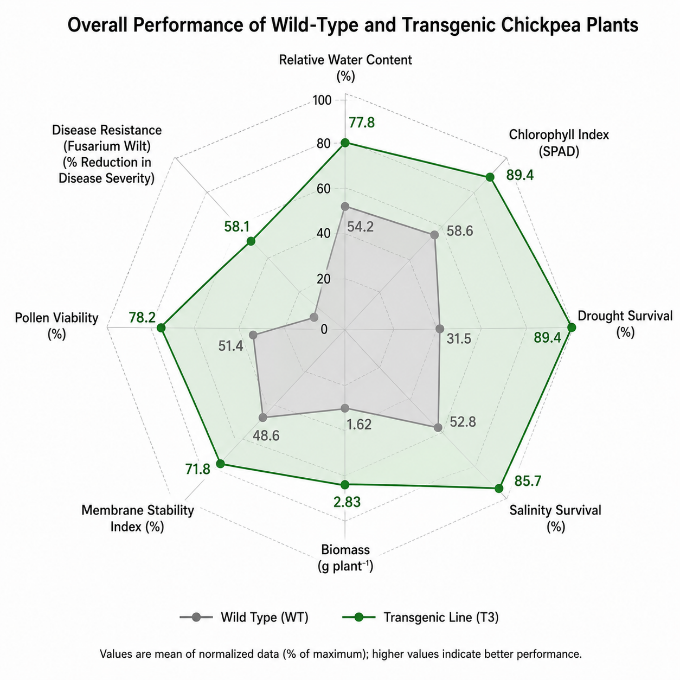 Overall Performance of Wild-Type and Transgenic Chickpea Plants
Relative Water Content
(%)
100
77.8
Disease Resistance
(Fusarium Wilt)
(% Reduction in
Disease Severity)
Chlorophyll Index
(SPAD)
80
89.4
60
58.1
40
54.2
58.6
20
Pollen Viability
(%)
78.2
0
Drought Survival
(%)
89.4
31.5
51.4
1.62
52.8
48.6
71.8
85.7
2.83
Membrane Stability
Index (%)
Salinity Survival
(%)
Biomass
(g plant⁻¹)
Wild Type (WT)
Transgenic Line (T3)
Values are mean of normalized data (% of maximum); higher values indicate better performance.